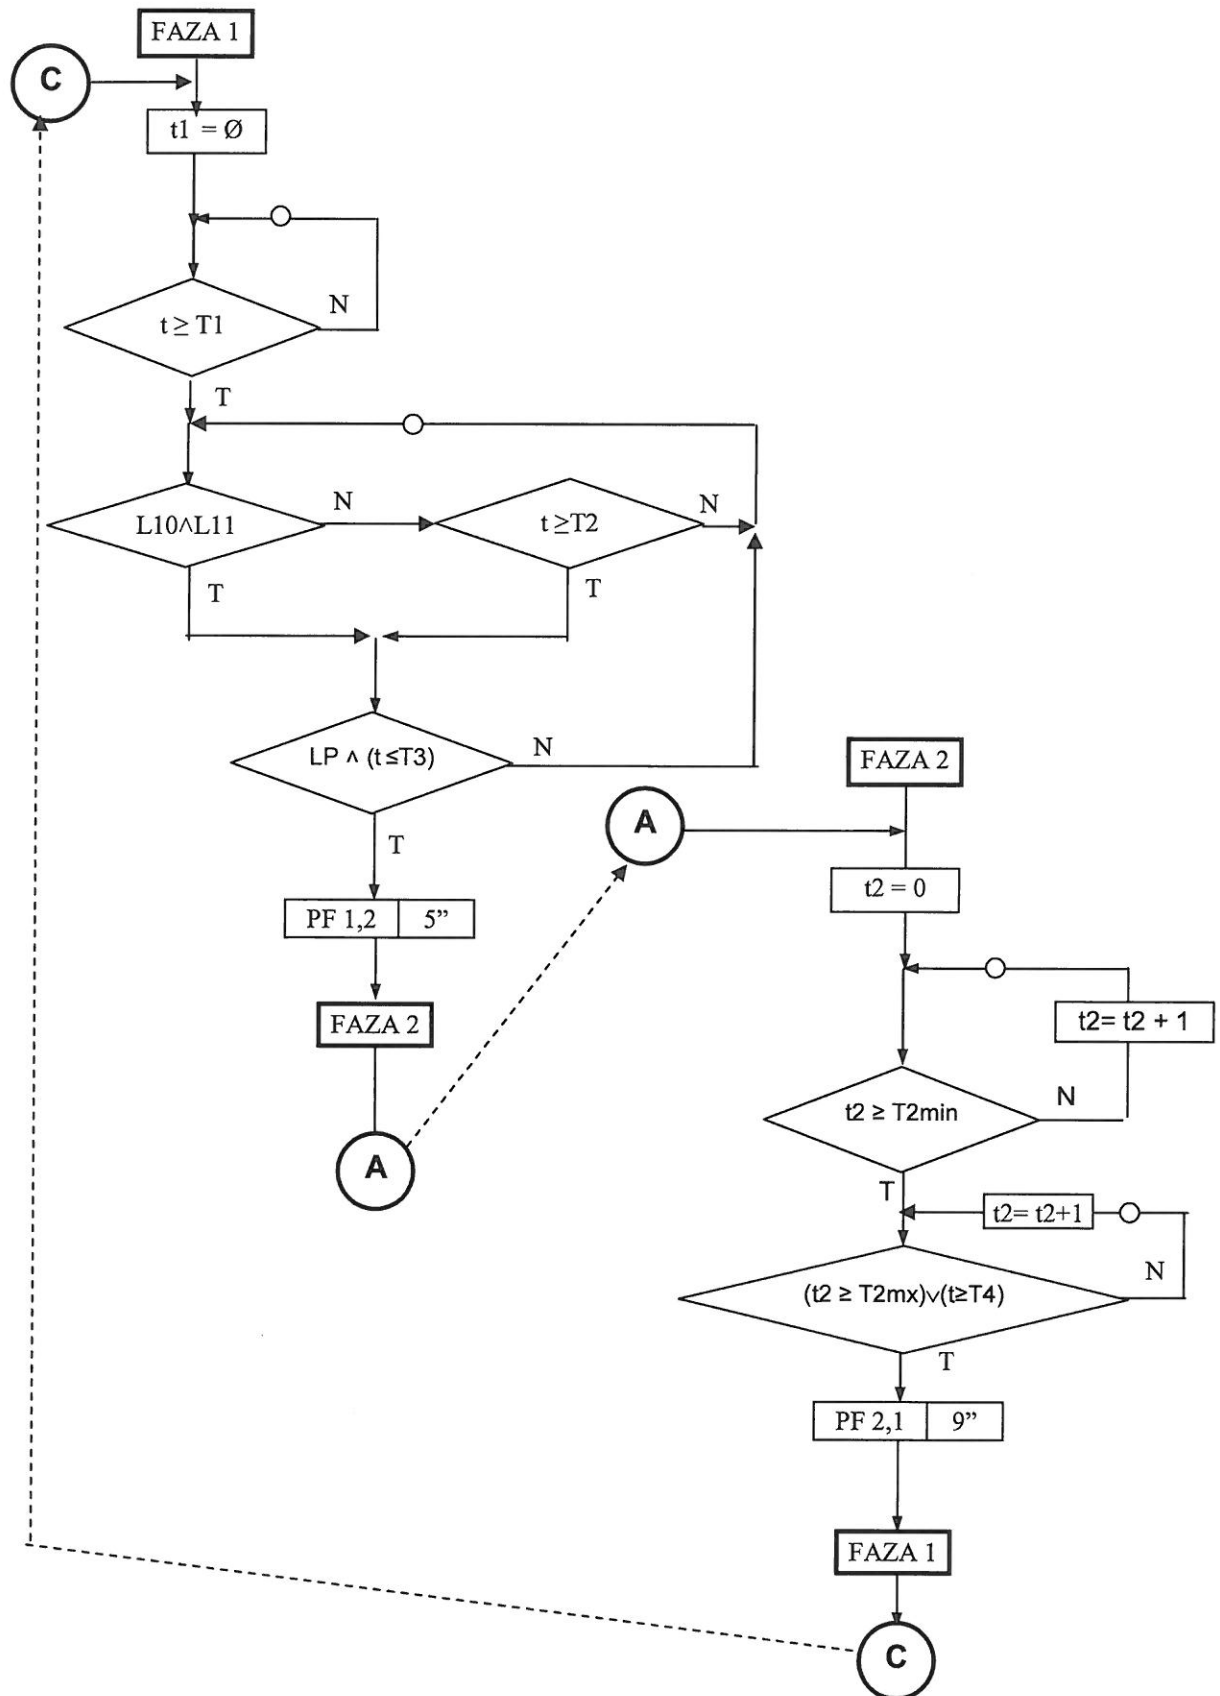 FAZA 1
C
t1 = Ø
N
t ≥ T1
T
L10∧L11
N
t ≥T2
N
T
T
LP ∧ (t ≤T3)
N
T
PF 1,2 5”
FAZA 2
A
A
FAZA 2
t2 = 0
t2= t2 + 1
t2 ≥ T2min
N
T
t2= t2+1
(t2 ≥ T2mx)∨(t≥T4)
N
T
PF 2,1 9”
FAZA 1
C